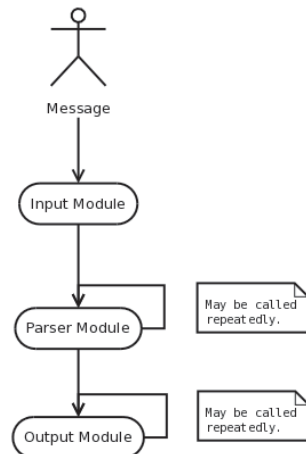 Message
Input Module
May be called
repeatedly.
Parser Module
May be called
repeatedly.
Output Module